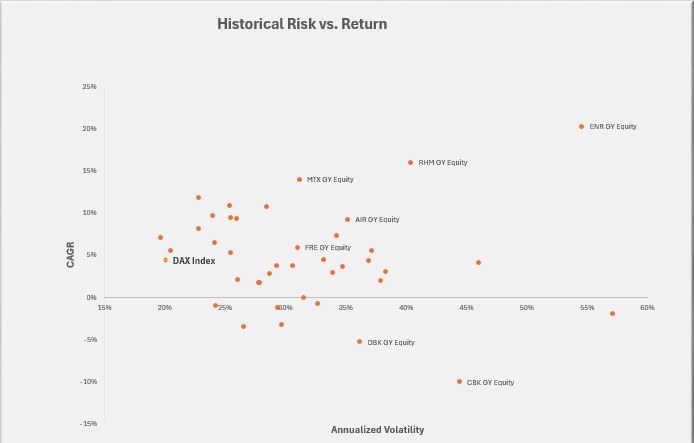 Historical Risk vs. Return
25%
20%
ENR GY Equity
15%
RHM GY Equity
MTX GY Equity
10%
AIR GY Equity
5%
FRE GY Equity
DAX Index
CAGR
0%
15%
20%
25%
30%
35%
40%
45%
50%
55%
60%
-5%
DBK GY Equity
-10%
CBK GY Equity
-15%
Annualized Volatility